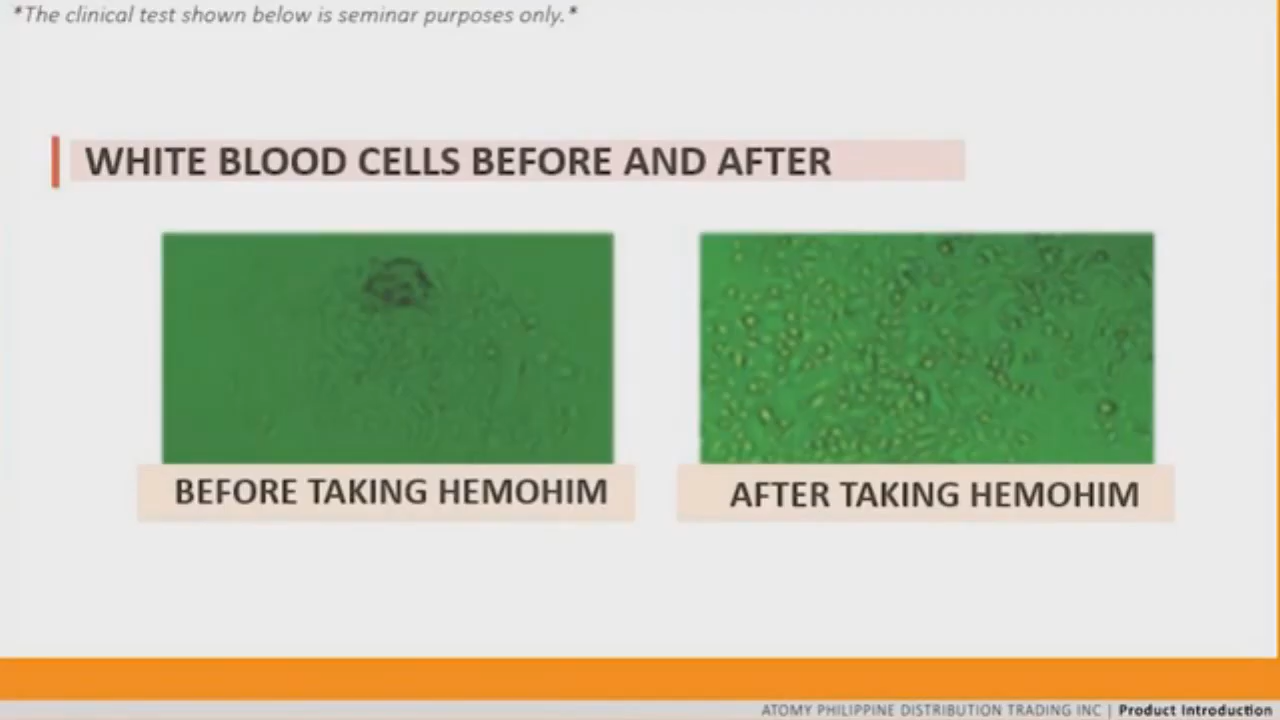 *The clinical test shown below is seminar purposes only.*
WHITE BLOOD CELLS BEFORE AND AFTER
BEFORE TAKING HEMOHIM
AFTER TAKING HEMOHIM
ATOMY PHILIPPINE DISTRIBUTION TRADING INC | Product Introduction